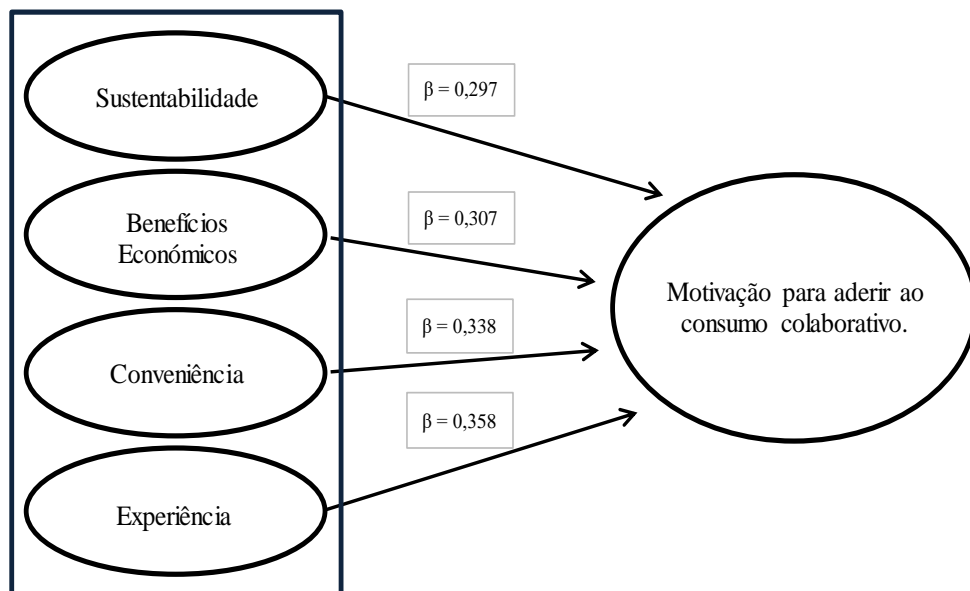 Sustentabilidade
β = 0,297
Benefícios
Económicos
β = 0,307
Motivação para aderir ao
consumo colaborativo.
Conveniência
β = 0,338
Experiência
β = 0,358